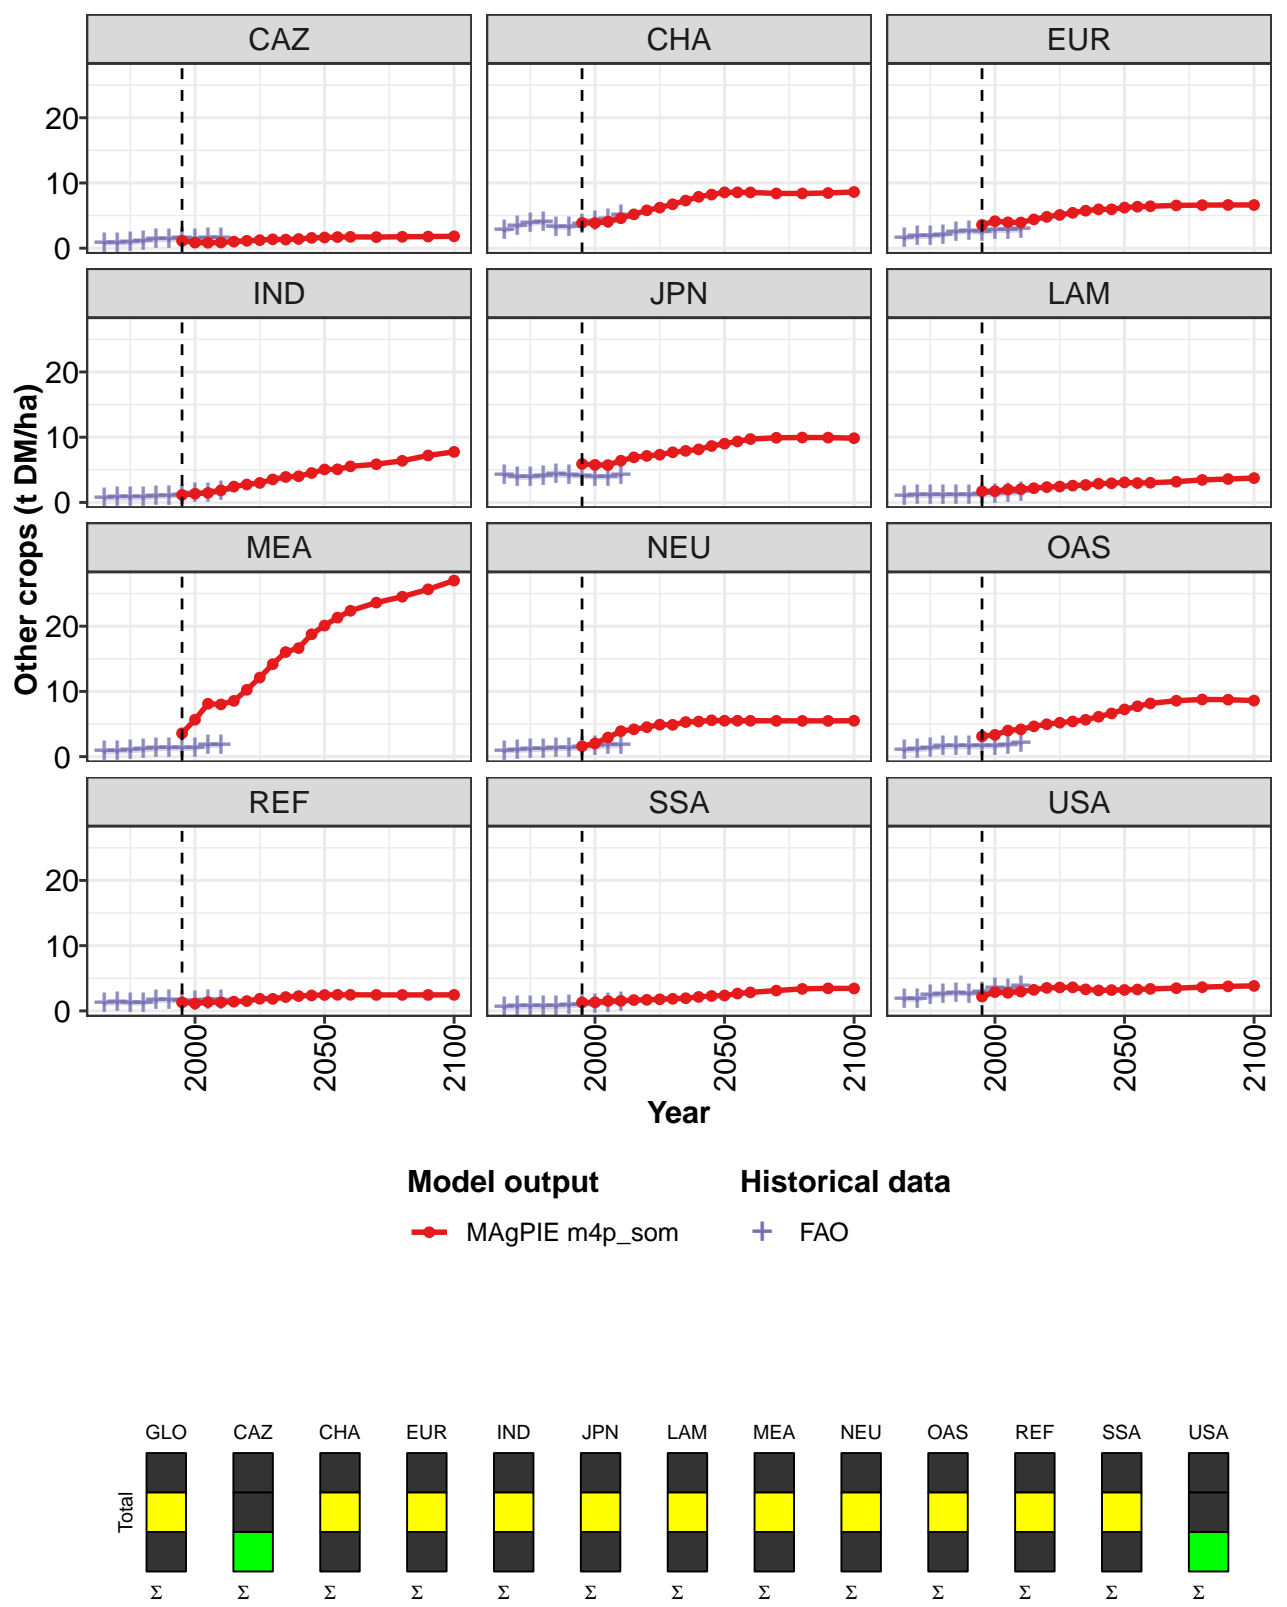 CAZ CHA EUR
20
10
0
IND JPN LAM
20
10
0
MEA NEU OAS
20
10
0
REF SSA USA
20
10
0
Other crops (t DM/ha)
2000 2050 2100 2000 2050 2100 2000 2050 2100
Year
Model output Historical data
MAgPIE m4p_som FAO
GLO CAZ CHA EUR IND JPN LAM MEA NEU OAS REF SSA USA
Total
Σ Σ Σ Σ Σ Σ Σ Σ Σ Σ Σ Σ Σ